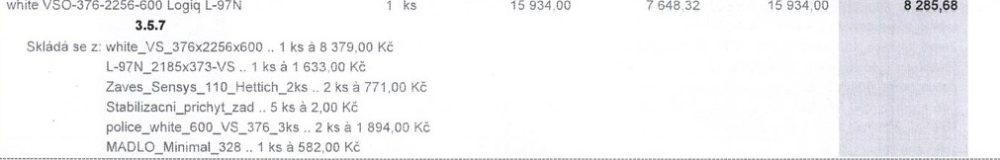 white VSO-376-2256-600 Logiq L-97N 1 ks 15 934,00 7 648,32 15 934,00 8 285,68
3.5.7
Skládá se z: white_VS_376x2256x600 .. 1 ks à 8 379,00 Kč
L-97N_2185x373-VS .. 1 ks à 1 633,00 Kč
Zaves_Sensys_110_Hettich_2ks .. 2 ks à 771,00 Kč
Stabilizacni_prichyt_zad .. 5 ks à 2,00 Kč
police_white_600_VS_376_3ks .. 2 ks à 1 894,00 Kč
MADLO_Minimal_328 .. 1 ks à 582,00 Kč